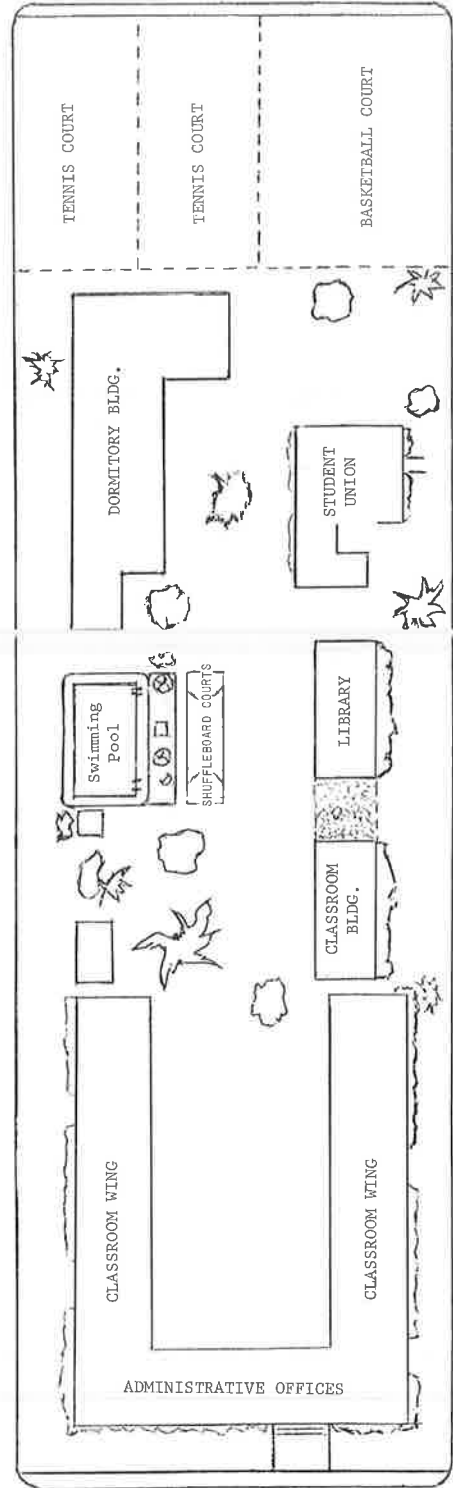 TENNIS COURT
TENNIS COURT
BASKETBALL COURT
DORMITORY BLDG.
STUDENT
UNION
Swimming
Pool
SHUFFLEBOARD COURTS
LIBRARY
CLASSROOM
BLDG.
CLASSROOM WING
CLASSROOM WING
ADMINISTRATIVE OFFICES